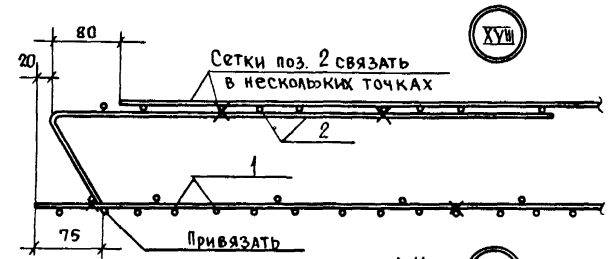 XVIII
80
20
Сетки поз. 2 связать
в нескольких точках
2
1
75
Привязать